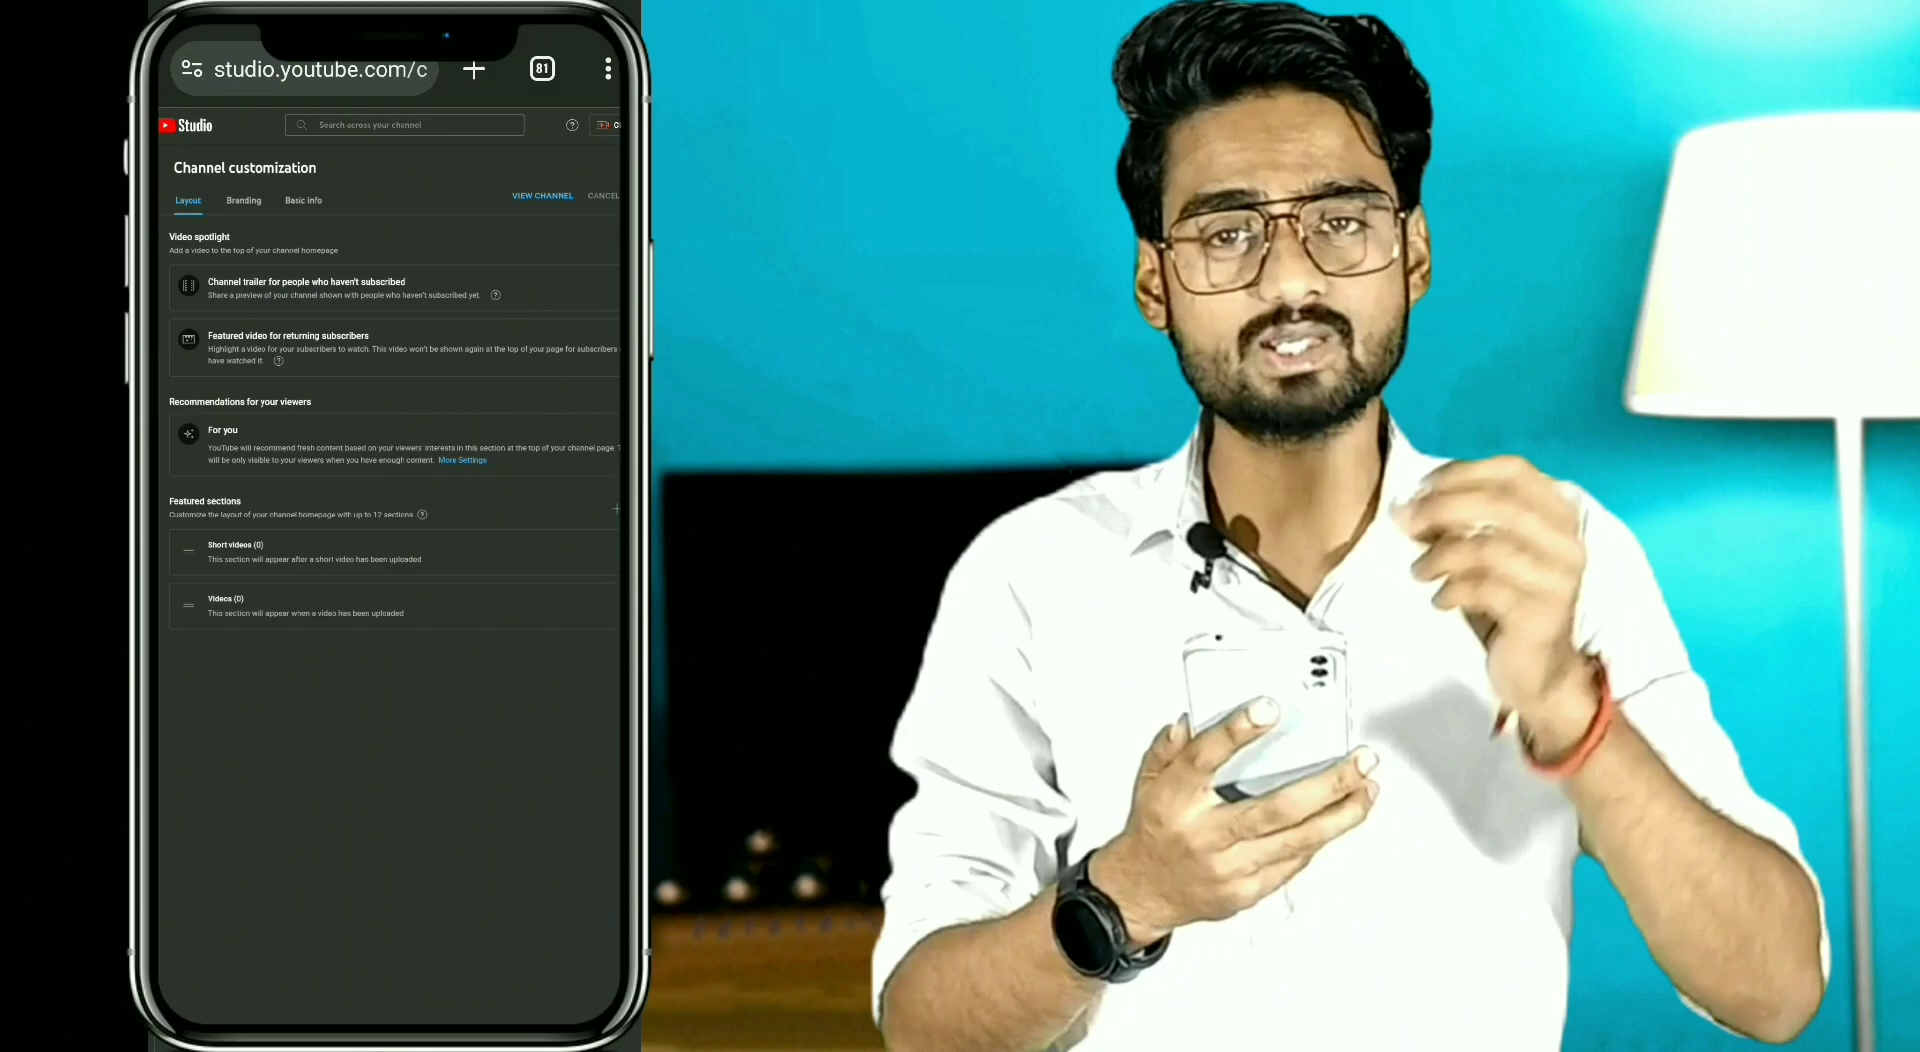 studio.youtube.com/c
81
Studio
Search across your channel
Channel customization
Layout Branding Basic info
VIEW CHANNEL CANCEL
Video spotlight
Add a video to the top of your channel homepage
Channel trailer for people who haven't subscribed
Share a preview of your channel shown with people who haven't subscribed yet.
Featured video for returning subscribers
Highlight a video for your subscribers to watch. This video won't be shown again at the top of your page for subscribers
have watched it.
Recommendations for your viewers
For you
YouTube will recommend fresh content based on your viewers' interests in this section at the top of your channel page.
will be only visible to your viewers when you have enough content. More Settings
Featured sections
Customize the layout of your channel homepage with up to 12 sections
Short videos (0)
This section will appear after a short video has been uploaded
Videos (0)
This section will appear when a video has been uploaded